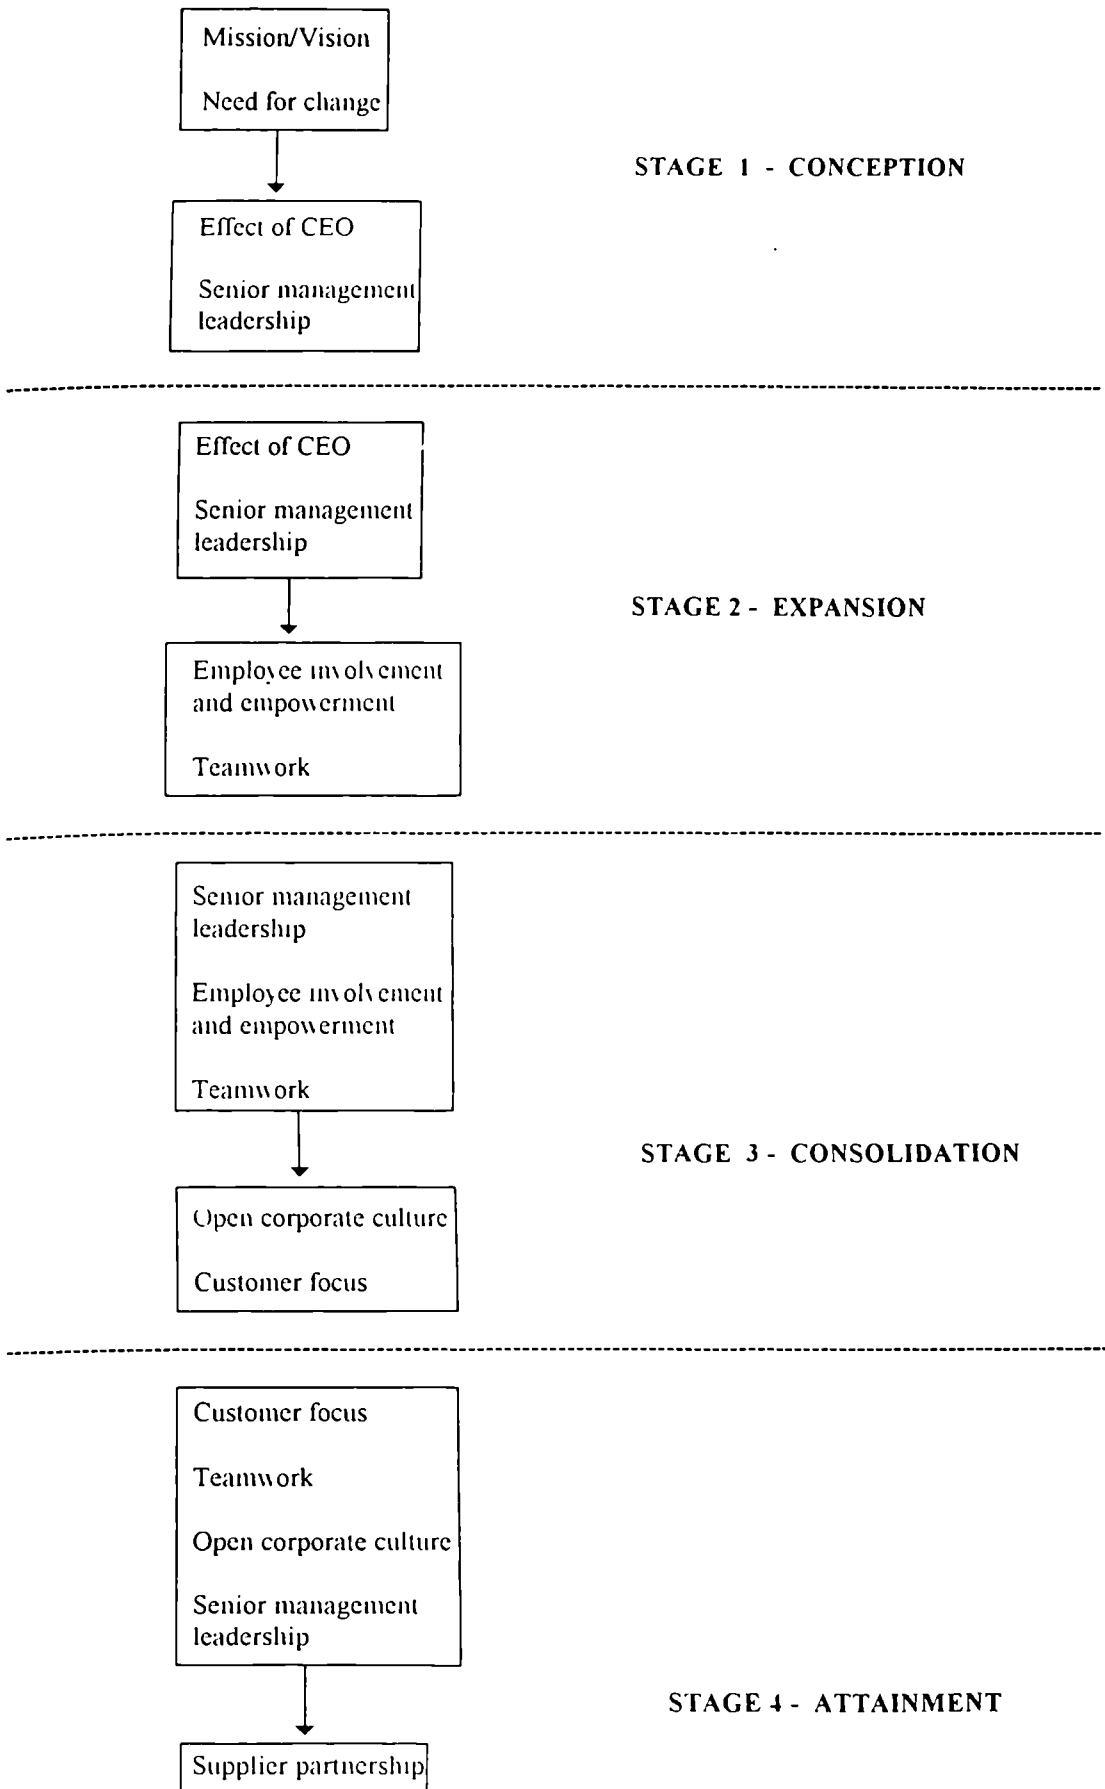 Mission/Vision
Need for change
STAGE 1 - CONCEPTION
Effect of CEO
Senior management
leadership
Effect of CEO
Senior management
leadership
STAGE 2 - EXPANSION
Employee involvement
and empowerment
Teamwork
Senior management
leadership
Employee involvement
and empowerment
Teamwork
STAGE 3 - CONSOLIDATION
Open corporate culture
Customer focus
Customer focus
Teamwork
Open corporate culture
Senior management
leadership
STAGE 4 - ATTAINMENT
Supplier partnership